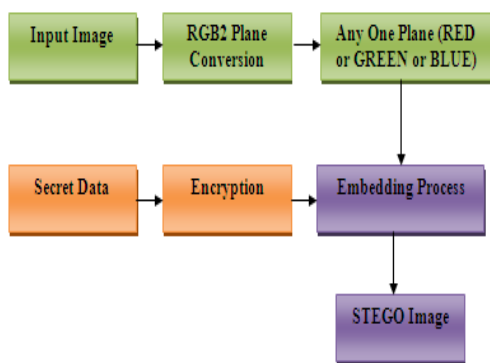 Input Image
RGB2 Plane
Conversion
Any One Plane (RED
or GREEN or BLUE)
Secret Data
Encryption
Embedding Process
STEGO Image